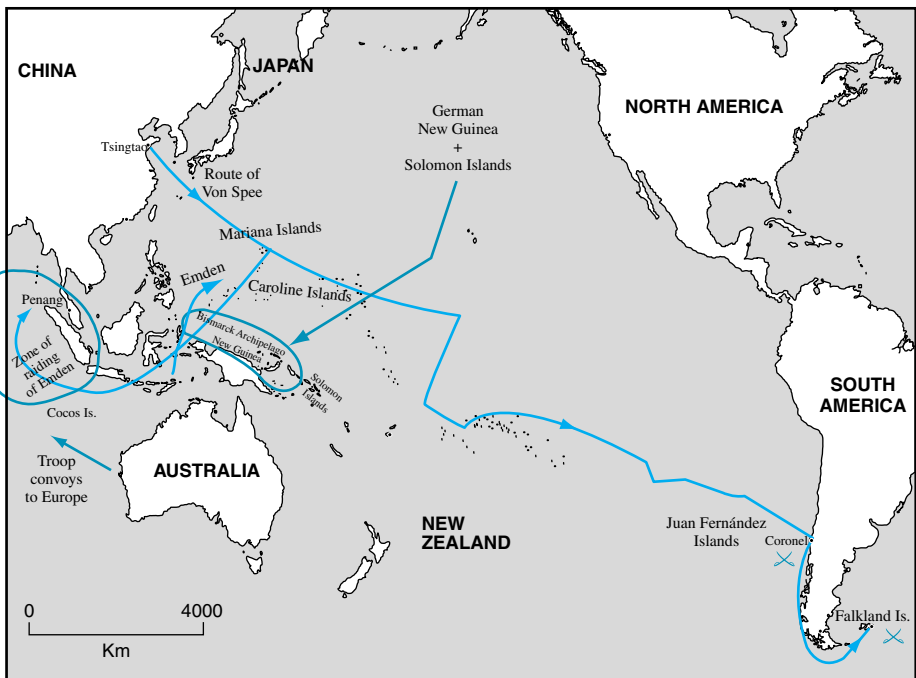 CHINA
JAPAN
NORTH AMERICA
German
New Guinea
+
Solomon Islands
Tsingtao
Route of
Von Spee
Mariana Islands
Emden
Caroline Islands
Penang
Bismarck Archipelago
New Guinea
Zone of
raiding
of Emden
Solomon
Islands
SOUTH
AMERICA
Cocos Is.
Troop
convoys
to Europe
AUSTRALIA
NEW
ZEALAND
Juan Fernández
Islands
Coronel
Falkland Is.
0 4000
Km